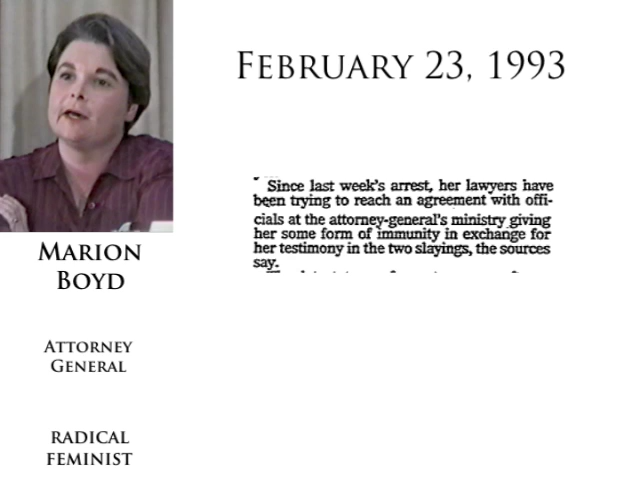 FEBRUARY 23, 1993
Since last week's arrest, her lawyers have
been trying to reach an agreement with offi-
cials at the attorney-general's ministry giving
her some form of immunity in exchange for
her testimony in the two slayings, the sources
say.
MARION
BOYD
ATTORNEY
GENERAL
RADICAL
FEMINIST